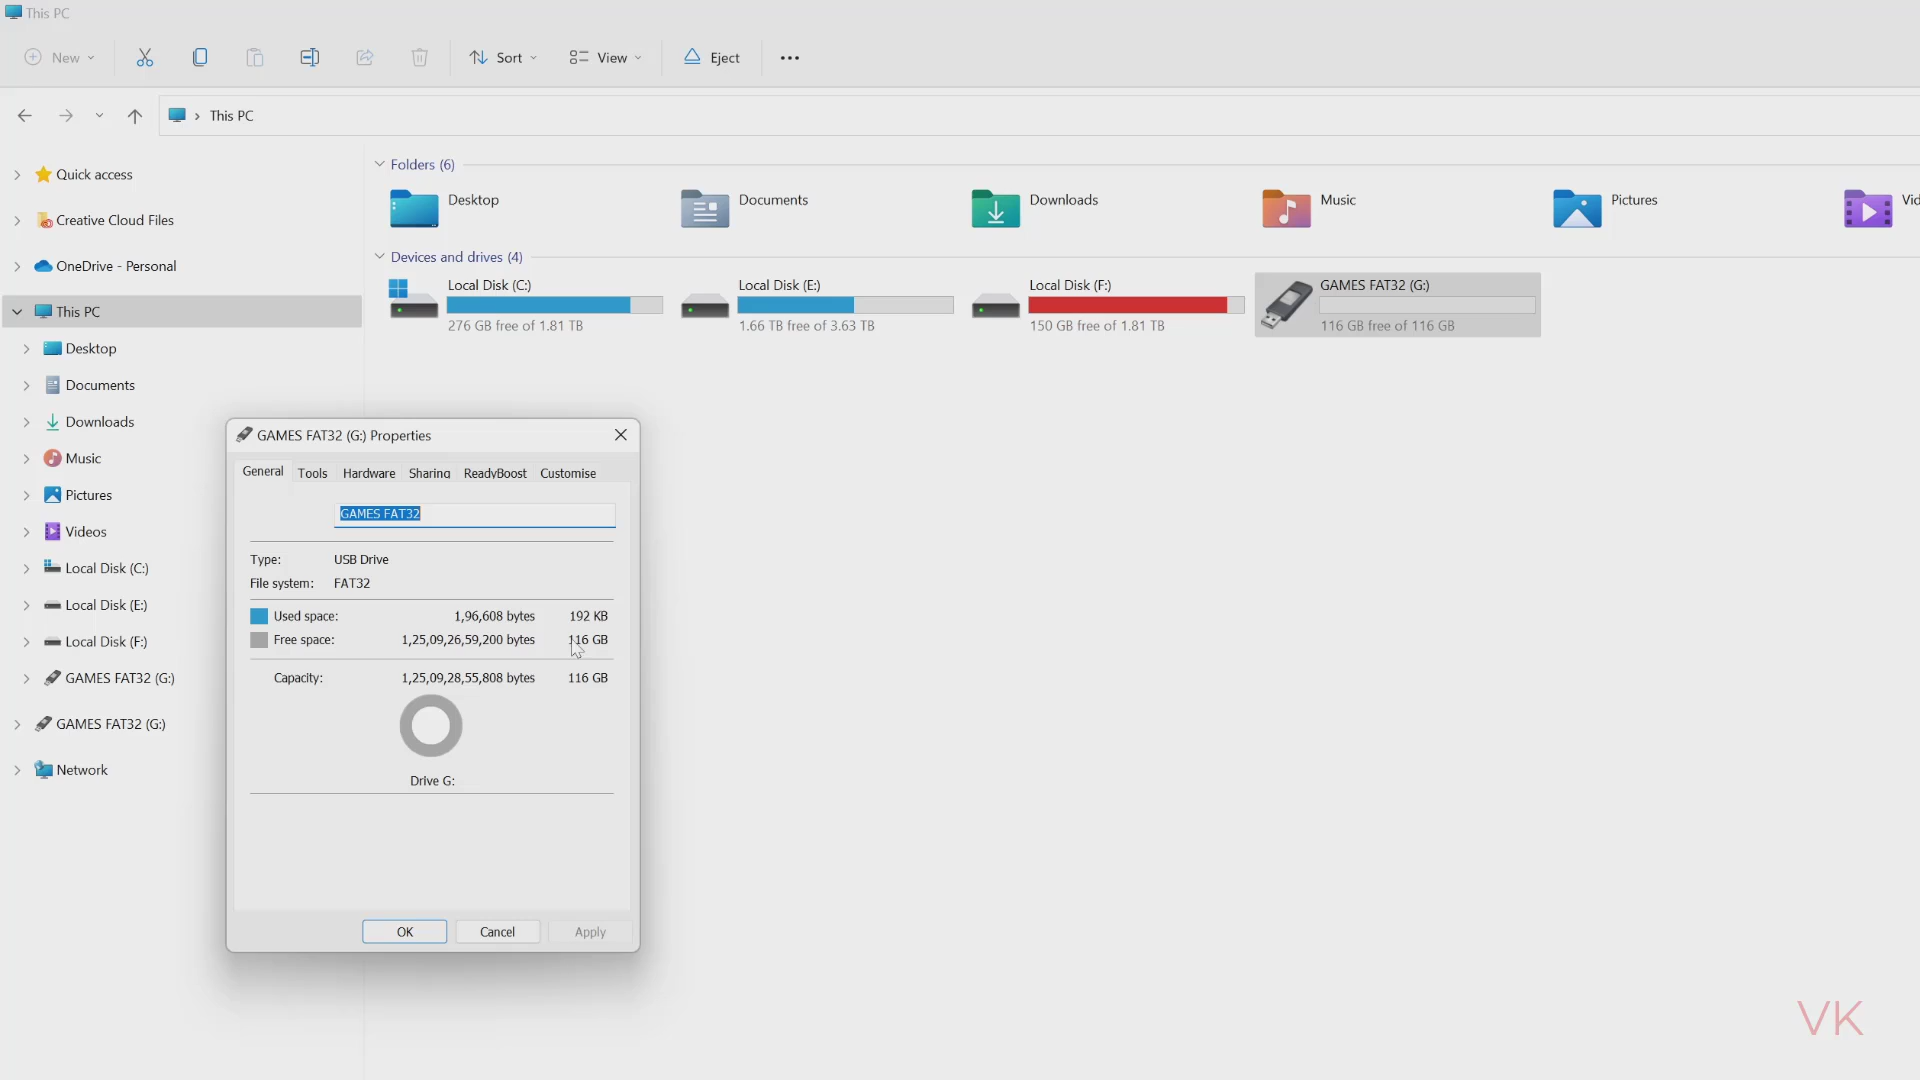 This PC
New
Sort
View
Eject
This PC
Quick access
Creative Cloud Files
OneDrive - Personal
This PC
Desktop
Documents
Downloads
Music
Pictures
Videos
Local Disk (C:)
Local Disk (E:)
Local Disk (F:)
GAMES FAT32 (G:)
GAMES FAT32 (G:)
Network
Folders (6)
Desktop
Documents
Downloads
Music
Pictures
Devices and drives (4)
Local Disk (C:)
276 GB free of 1.81 TB
Local Disk (E:)
1.66 TB free of 3.63 TB
Local Disk (F:)
150 GB free of 1.81 TB
GAMES FAT32 (G:)
116 GB free of 116 GB
GAMES FAT32 (G:) Properties
General Tools Hardware Sharing ReadyBoost Customise
GAMES FAT32
Type: USB Drive
File system: FAT32
Used space: 1,96,608 bytes 192 KB
Free space: 1,25,09,26,59,200 bytes 116 GB
Capacity: 1,25,09,28,55,808 bytes 116 GB
Drive G:
OK Cancel Apply
VK